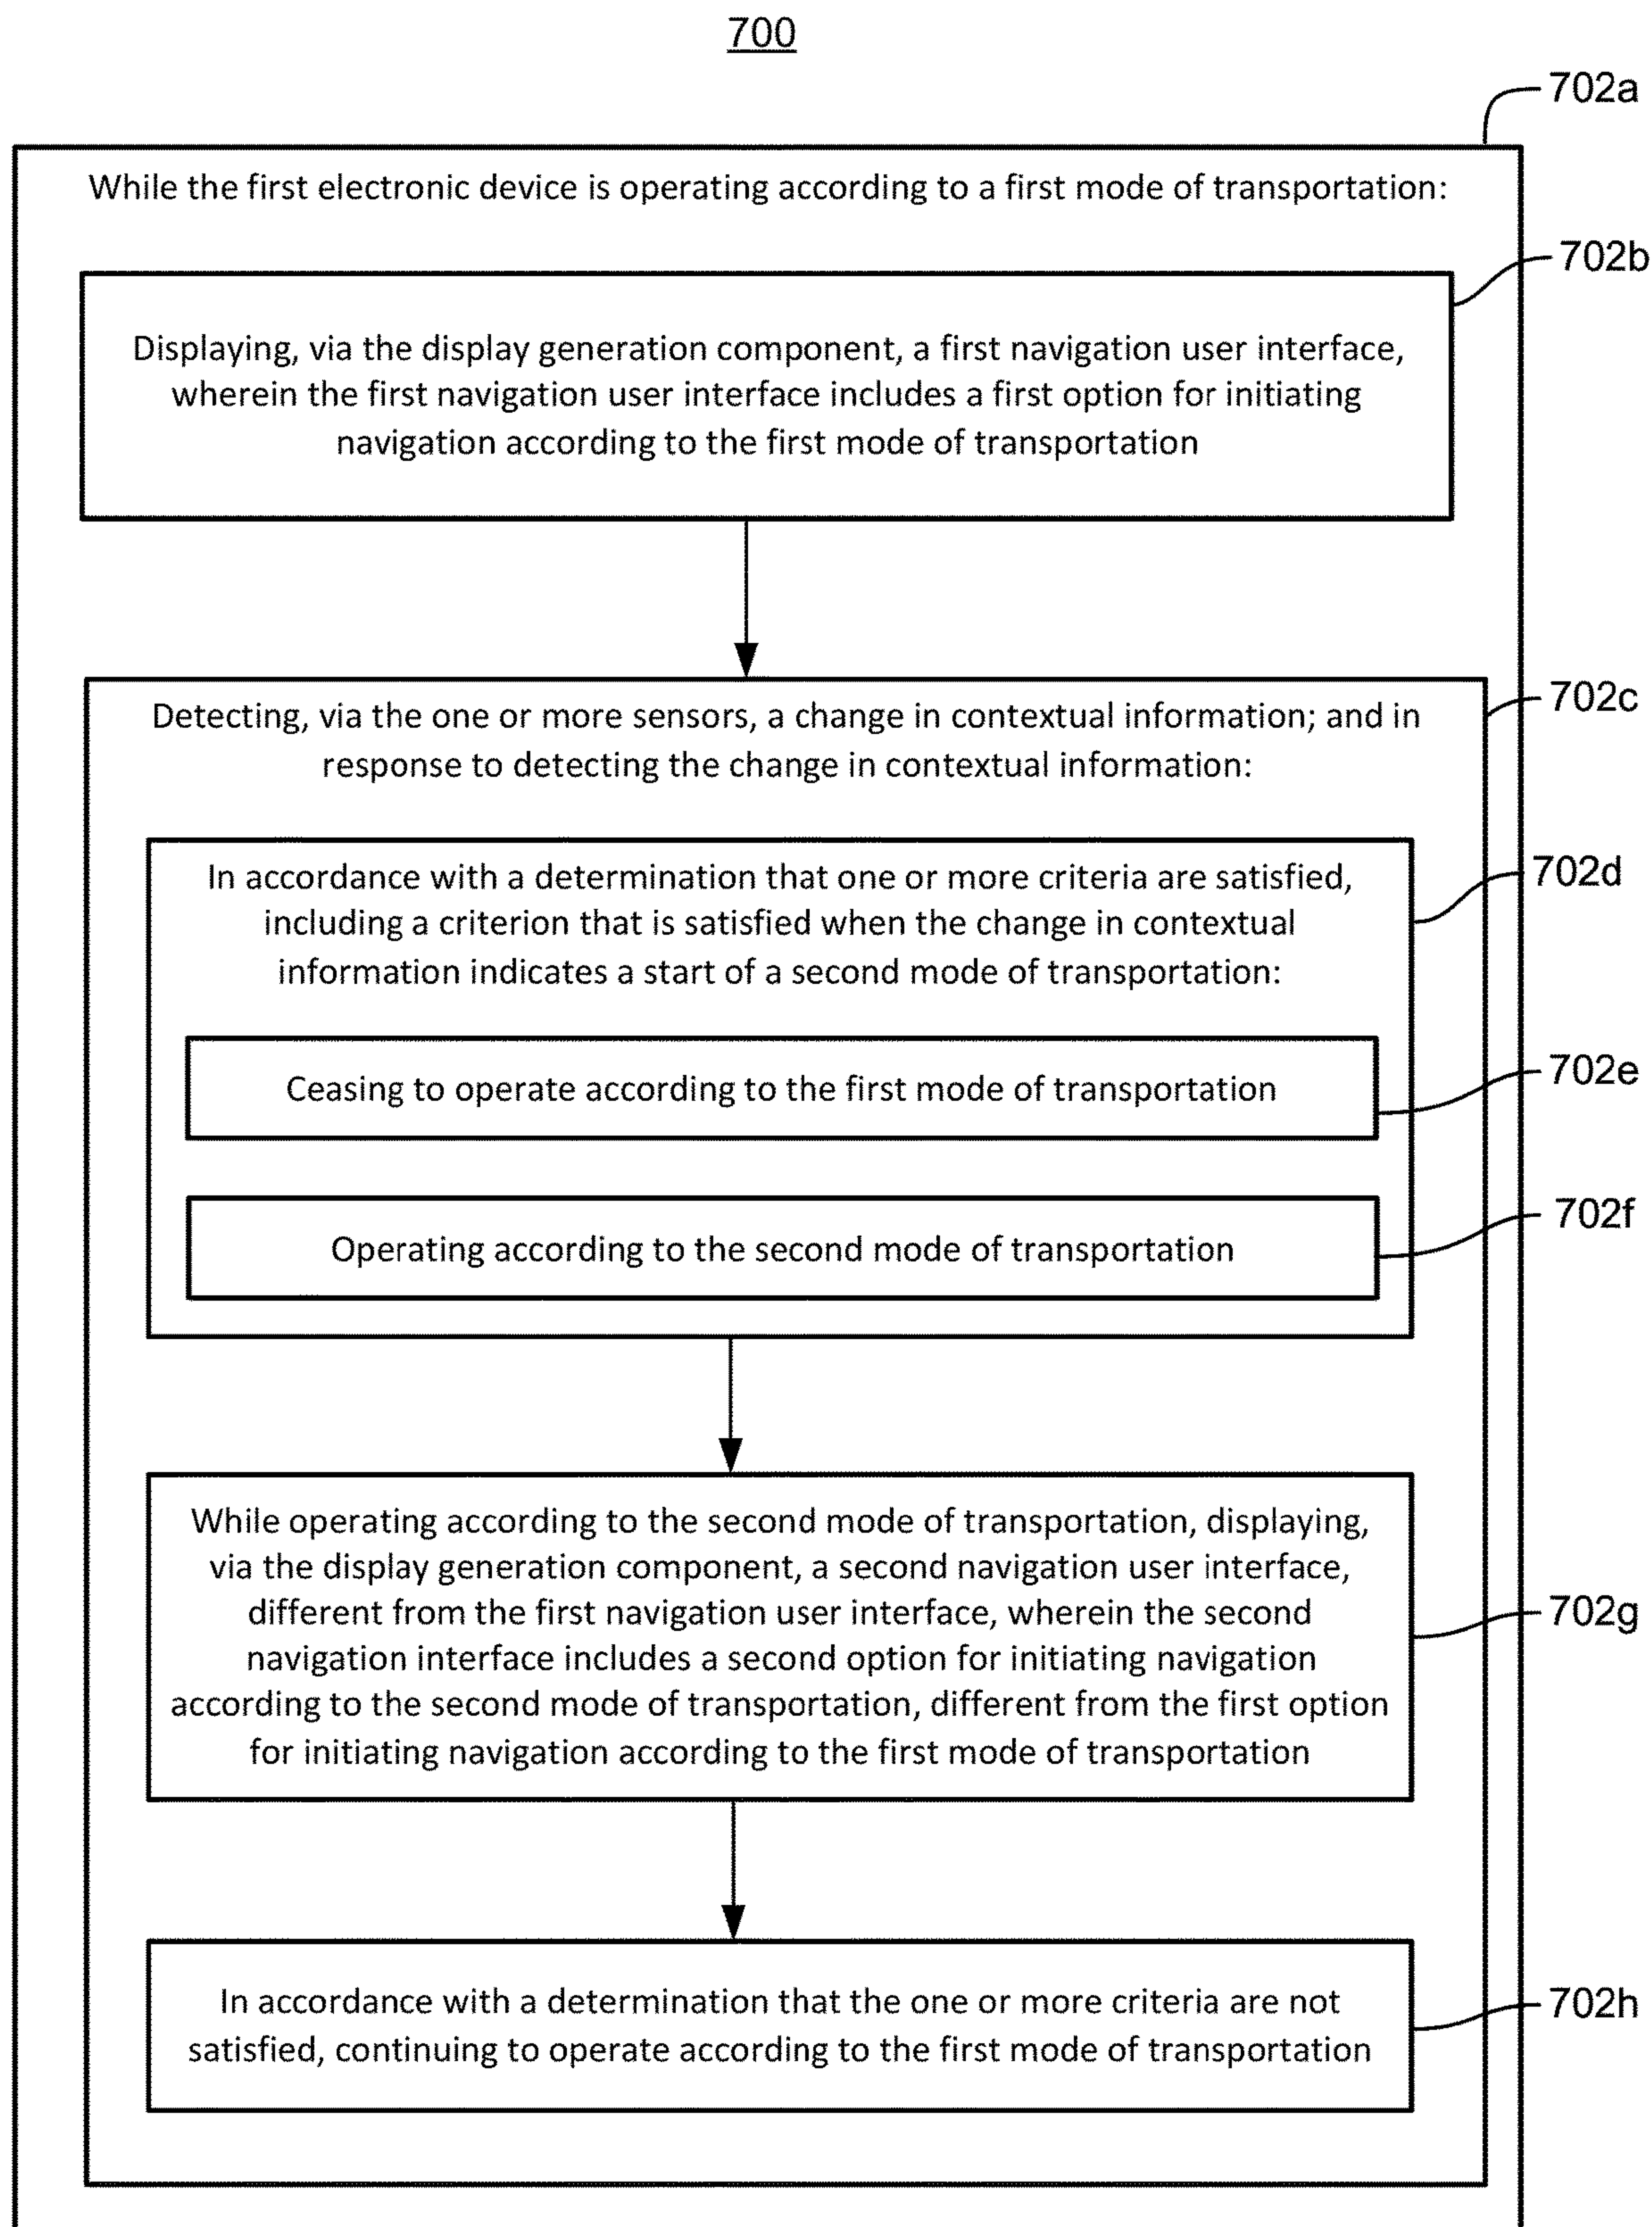 700
702a
While the first electronic device is operating according to a first mode of transportation:
702b
Displaying, via the display generation component, a first navigation user interface,
wherein the first navigation user interface includes a first option for initiating
navigation according to the first mode of transportation
702c
Detecting, via the one or more sensors, a change in contextual information; and in
response to detecting the change in contextual information:
702d
In accordance with a determination that one or more criteria are satisfied,
including a criterion that is satisfied when the change in contextual
information indicates a start of a second mode of transportation:
702e
Ceasing to operate according to the first mode of transportation
702f
Operating according to the second mode of transportation
While operating according to the second mode of transportation, displaying,
via the display generation component, a second navigation user interface,
different from the first navigation user interface, wherein the second
702g
navigation interface includes a second option for initiating navigation
according to the second mode of transportation, different from the first option
for initiating navigation according to the first mode of transportation
702h
In accordance with a determination that the one or more criteria are not
satisfied, continuing to operate according to the first mode of transportation